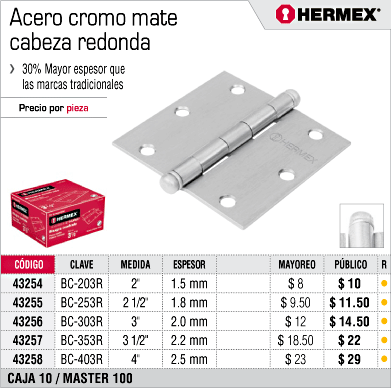 Acero cromo mate
cabeza redonda
HERMEX®
30% Mayor espesor que
las marcas tradicionales
Precio por pieza
HERMEX
HERMEX
3½"
CÓDIGO CLAVE MEDIDA ESPESOR MAYOREO PÚBLICO R
43254 BC-203R 2" 1.5 mm $ 8 $ 10
43255 BC-253R 2 1/2" 1.8 mm $ 9.50 $ 11.50
43256 BC-303R 3" 2.0 mm $ 12 $ 14.50
43257 BC-353R 3 1/2" 2.2 mm $ 18.50 $ 22
43258 BC-403R 4" 2.5 mm $ 23 $ 29
CAJA 10 / MASTER 100